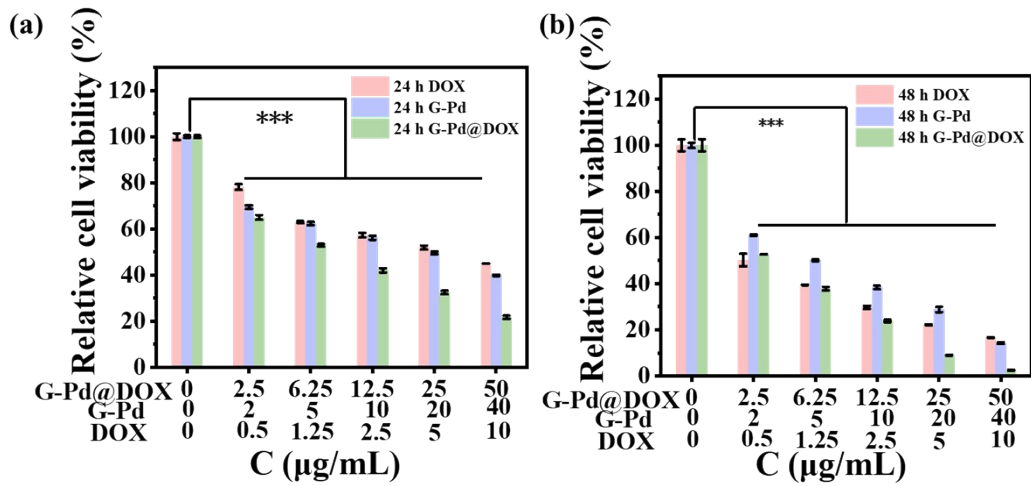 (a)
Relative cell viability (%)
120
100
80
60
40
20
0
24 h DOX
24 h G-Pd
24 h G-Pd@DOX
***
G-Pd@DOX 0 2.5 6.25 12.5 25 50
G-Pd 0 2 5 10 20 40
DOX 0 0.5 1.25 2.5 5 10
C (μg/mL)
(b)
Relative cell viability (%)
120
100
80
60
40
20
0
48 h DOX
48 h G-Pd
48 h G-Pd@DOX
***
G-Pd@DOX 0 2.5 6.25 12.5 25 50
G-Pd 0 2 5 10 20 40
DOX 0 0.5 1.25 2.5 5 10
C (μg/mL)